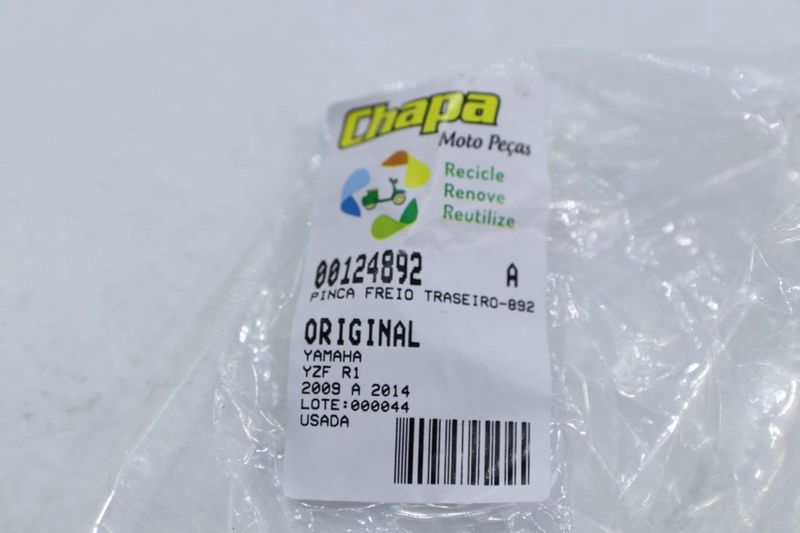 Chapa
Moto Peças
Recicle
Renove
Reutilize
00124892 A
PINCA FREIO TRASEIRO-892
ORIGINAL
YAMAHA
YZF R1
2009 A 2014
LOTE:000044
USADA